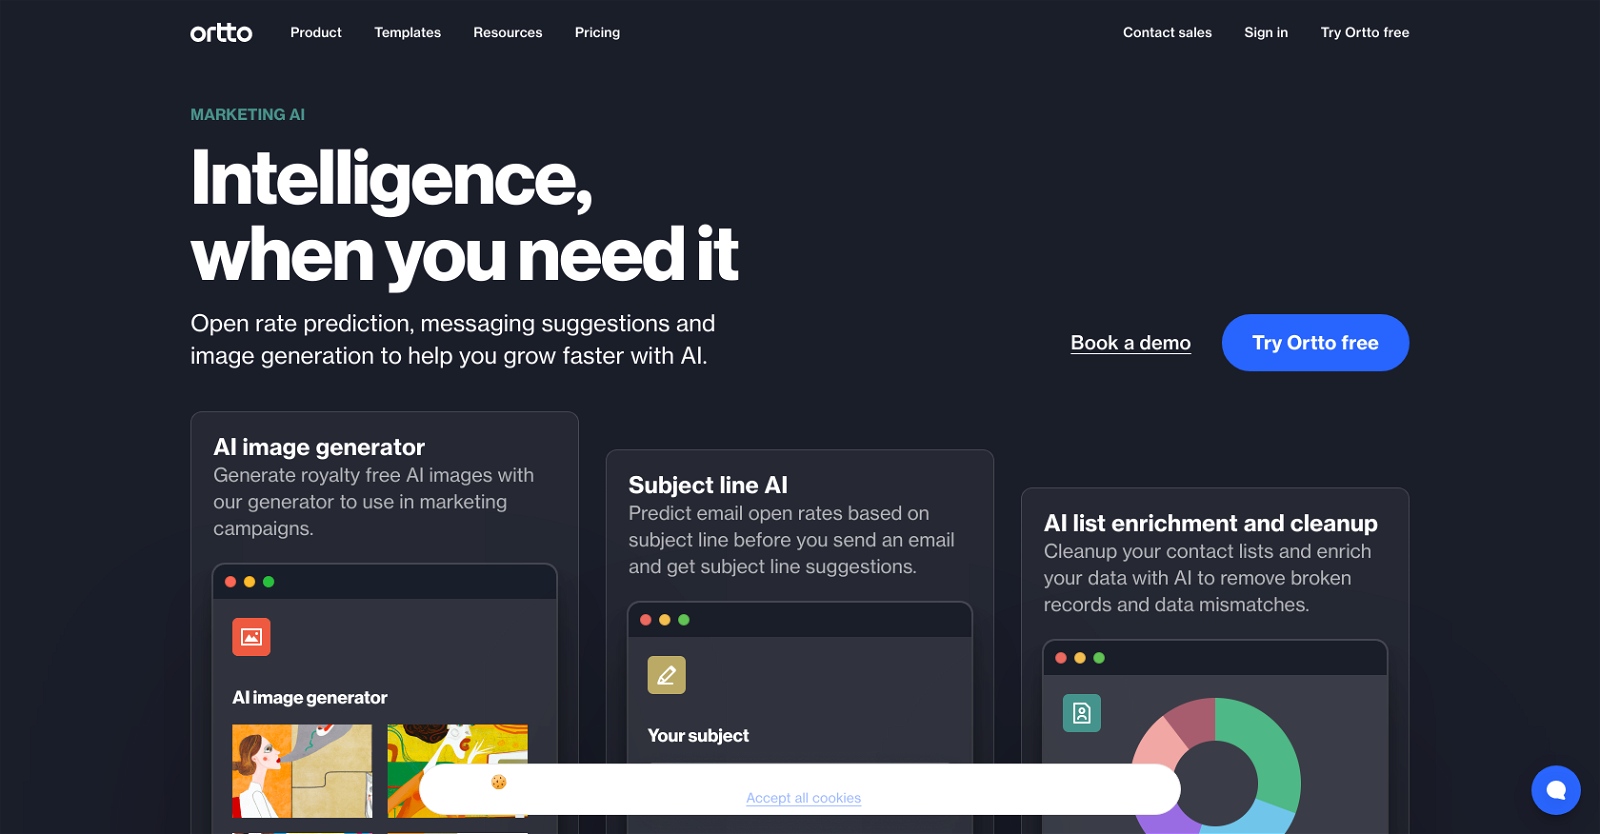 ortto
Product
Templates
Resources
Pricing
Contact sales
Sign in
Try Ortto free
MARKETING AI
Intelligence,
when you need it
Open rate prediction, messaging suggestions and
image generation to help you grow faster with AI.
Book a demo
Try Ortto free
AI image generator
Generate royalty free AI images with
our generator to use in marketing
campaigns.
AI image generator
Subject line AI
Predict email open rates based on
subject line before you send an email
and get subject line suggestions.
Your subject
AI list enrichment and cleanup
Cleanup your contact lists and enrich
your data with AI to remove broken
records and data mismatches.
Accept all cookies